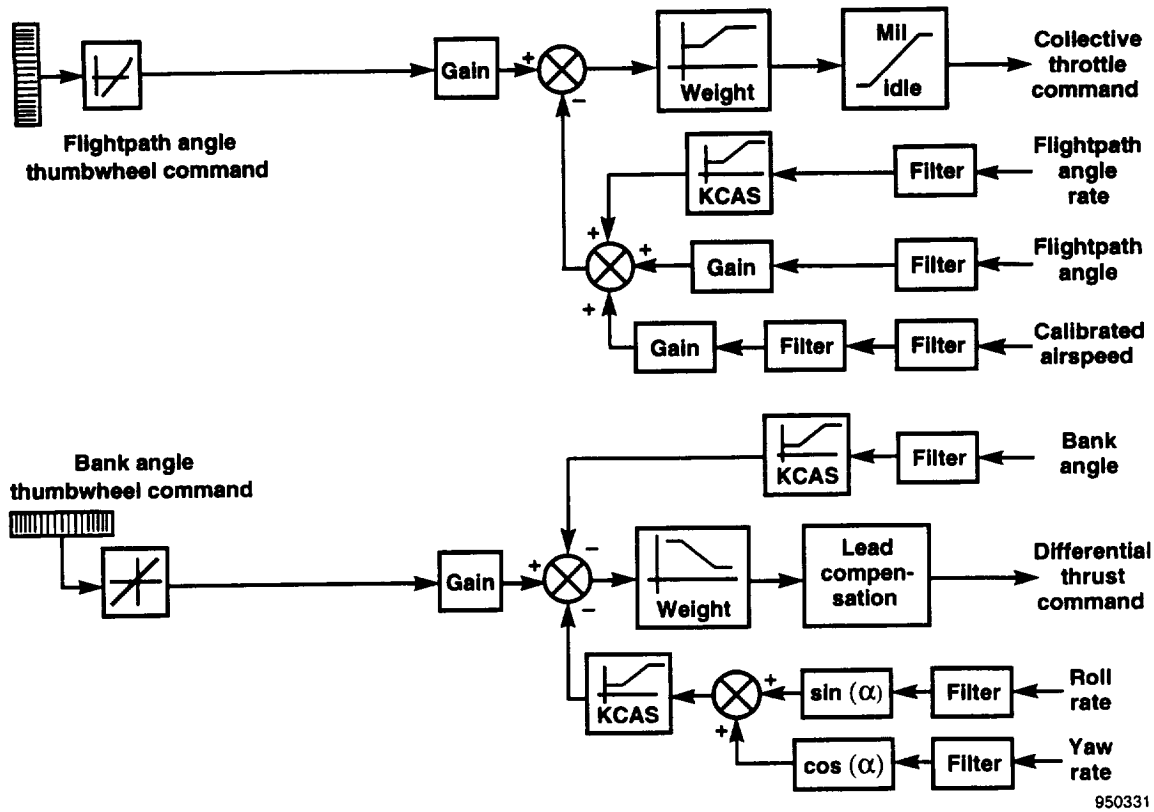 Flightpath angle
thumbwheel command
Gain
+
−
Weight
Mil
idle
Collective
throttle
command
KCAS
Filter
Flightpath
angle
rate
+
+
+
Gain
Filter
Flightpath
angle
Gain
Filter
Filter
Calibrated
airspeed
KCAS
Filter
Bank
angle
Bank angle
thumbwheel command
Gain
+
−
−
Weight
Lead
compen-
sation
Differential
thrust
command
KCAS
+
+
sin (α)
Filter
Roll
rate
cos (α)
Filter
Yaw
rate
950331